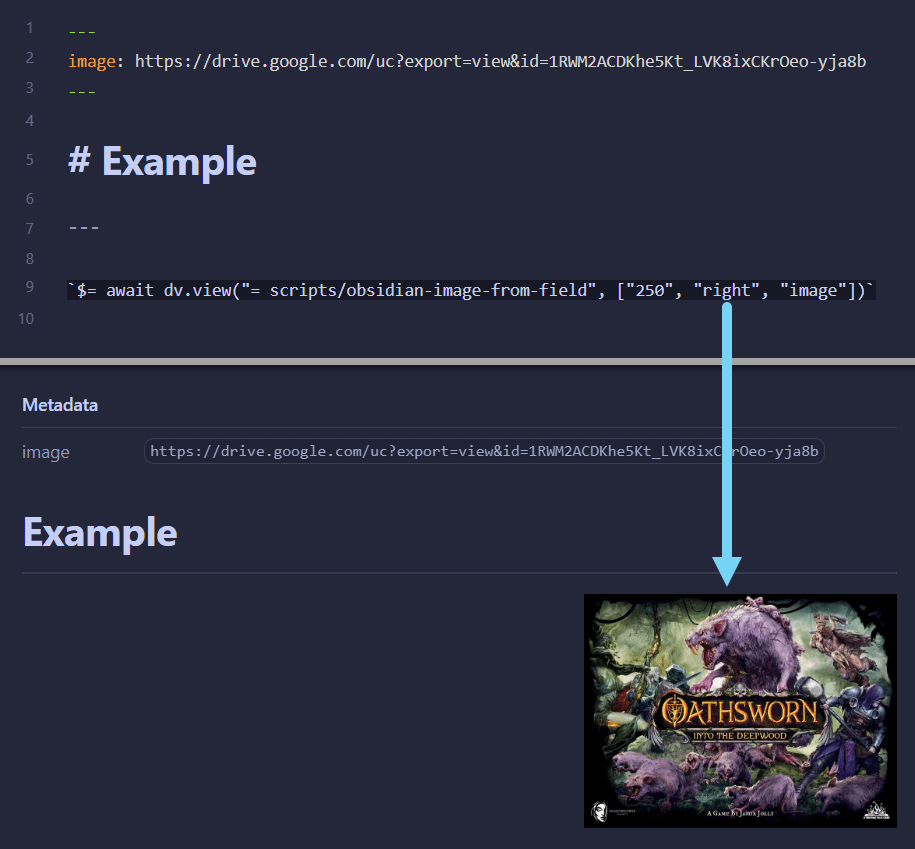 1 ---
2 image: https://drive.google.com/uc?export=view&id=1RWM2ACDKhe5Kt_LVK8ixCKrOeo-yja8b
3 ---
4
5 # Example
6
7 ---
8
9 `$= await dv.view("= scripts/obsidian-image-from-field", ["250", "right", "image"])`
10
Metadata
image https://drive.google.com/uc?export=view&id=1RWM2ACDKhe5Kt_LVK8ixCKrOeo-yja8b
Example
OATHSWORN
INTO THE DEEPWOOD
A GAME BY JAMIE JOLLY